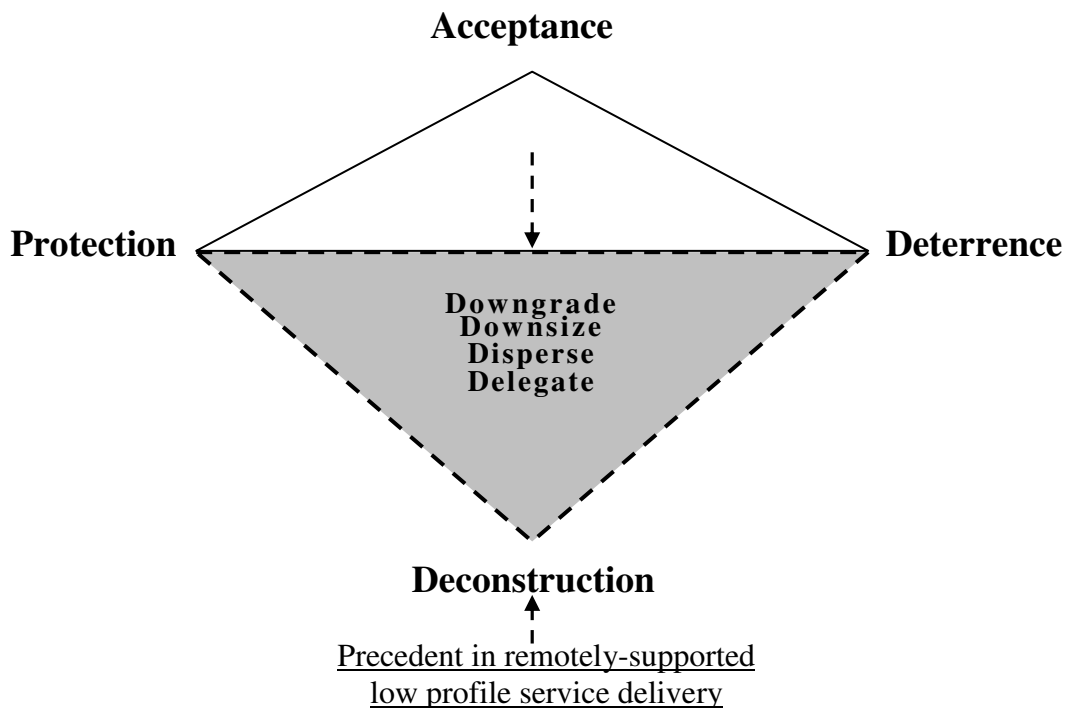 Acceptance
Protection
Deterrence
Downgrade
Downsize
Disperse
Delegate
Deconstruction
Precedent in remotely-supported
low profile service delivery